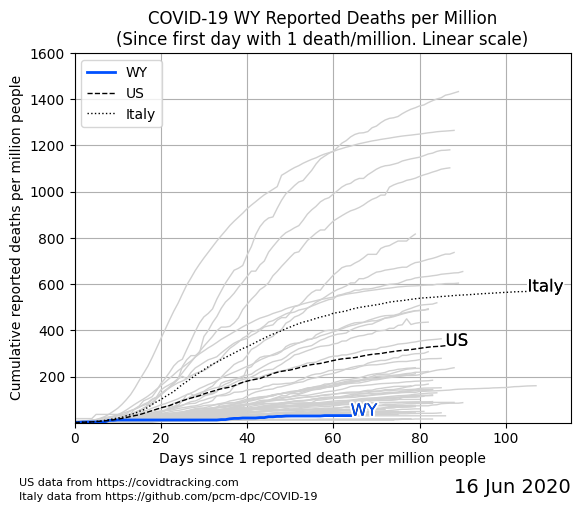 COVID-19 WY Reported Deaths per Million
(Since first day with 1 death/million. Linear scale)
Cumulative reported deaths per million people
1600
1400
1200
1000
800
600
400
200
WY
US
Italy
Italy
US
WY
0 20 40 60 80 100
Days since 1 reported death per million people
US data from https://covidtracking.com
Italy data from https://github.com/pcm-dpc/COVID-19
16 Jun 2020